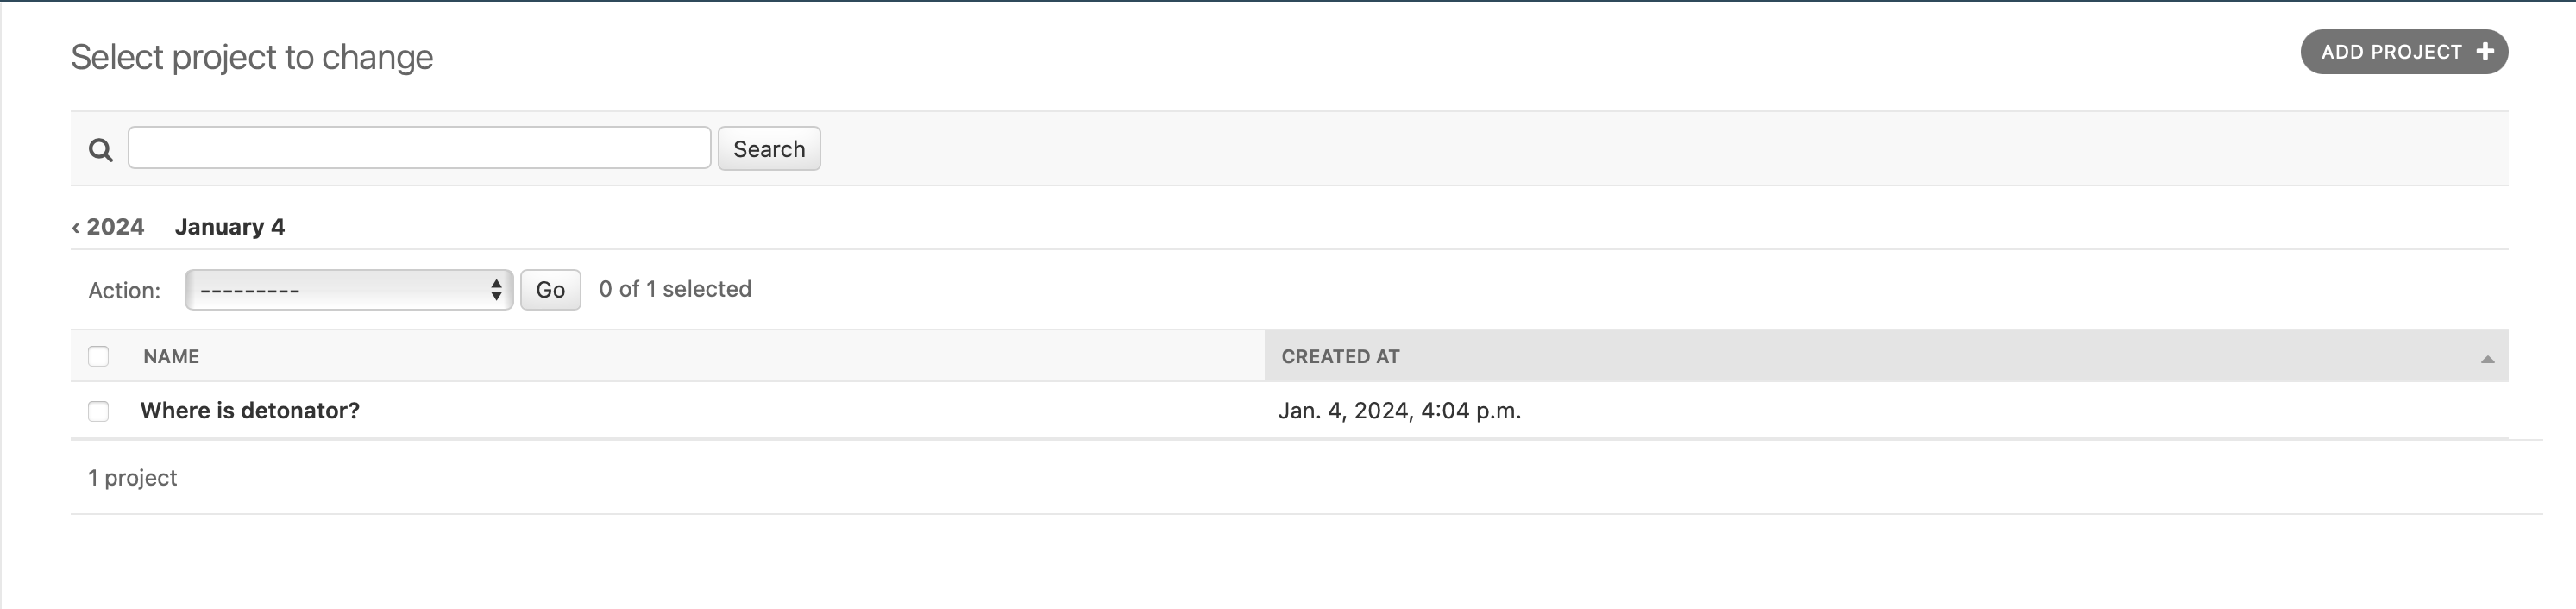 Select project to change
ADD PROJECT +
Search
‹ 2024 January 4
Action: --------- Go 0 of 1 selected
NAME CREATED AT
Where is detonator? Jan. 4, 2024, 4:04 p.m.
1 project